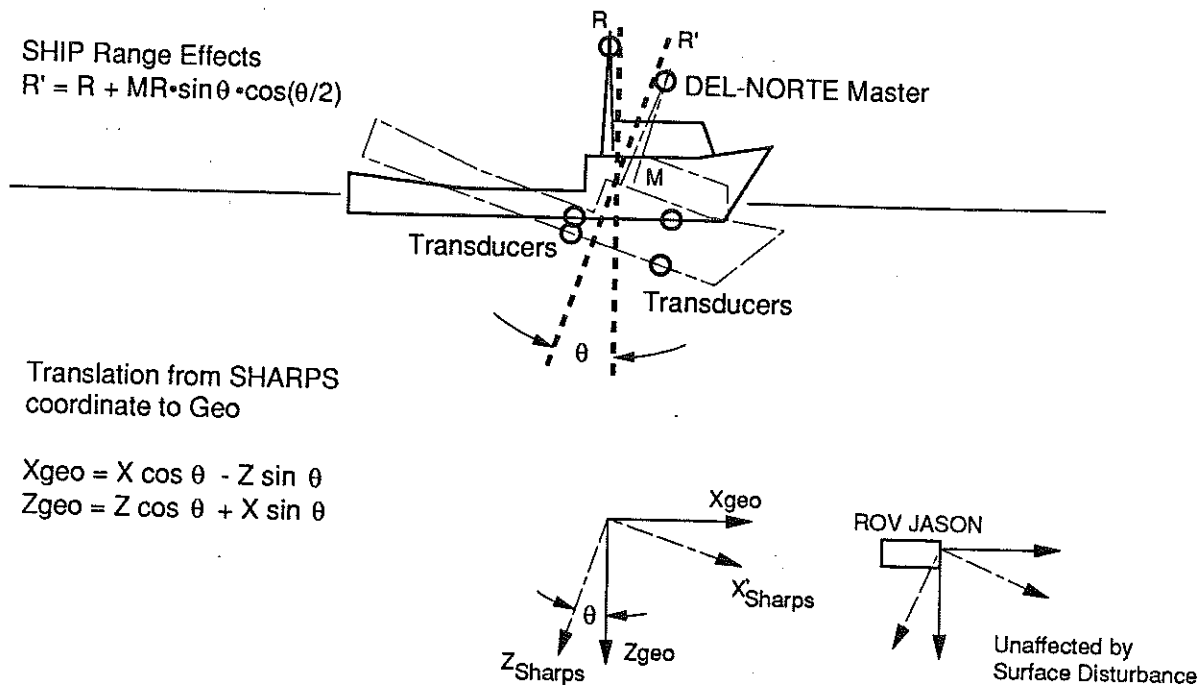 SHIP Range Effects
R' = R + MR•sin θ •cos(θ/2)
R
R'
DEL-NORTE Master
M
Transducers
Transducers
θ
Translation from SHARPS
coordinate to Geo
Xgeo = X cos θ - Z sin θ
Zgeo = Z cos θ + X sin θ
Xgeo
X'Sharps
θ
ZSharps
Zgeo
ROV JASON
Unaffected by
Surface Disturbance